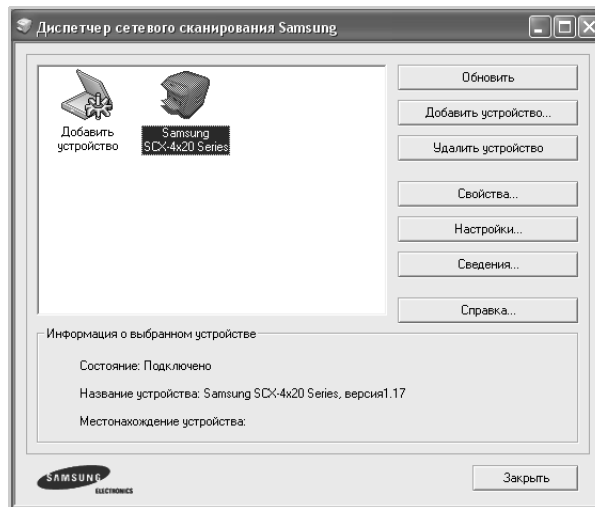 Диспетчер сетевого сканирования Samsung
Добавить
устройство
Samsung
SCX-4x20 Series
Обновить
Добавить устройство...
Удалить устройство
Свойства...
Настройки...
Сведения...
Справка...
Информация о выбранном устройстве
Состояние: Подключено
Название устройства: Samsung SCX-4x20 Series, версия1.17
Местонахождение устройства:
SAMSUNG
ELECTRONICS
Закрыть